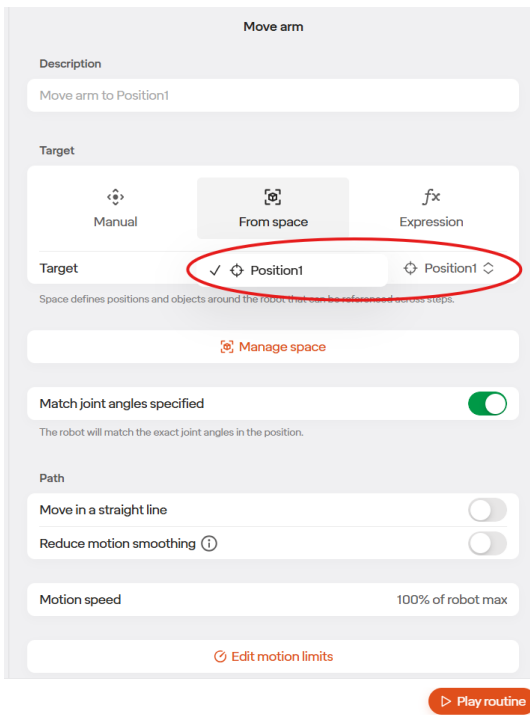 Move arm
Description
Move arm to Position1
Target
Manual
From space
fx
Expression
Target
Position1
Position1
Space defines positions and objects around the robot that can be referenced across steps.
Manage space
Match joint angles specified
The robot will match the exact joint angles in the position.
Path
Move in a straight line
Reduce motion smoothing
Motion speed
100% of robot max
Edit motion limits
Play routine